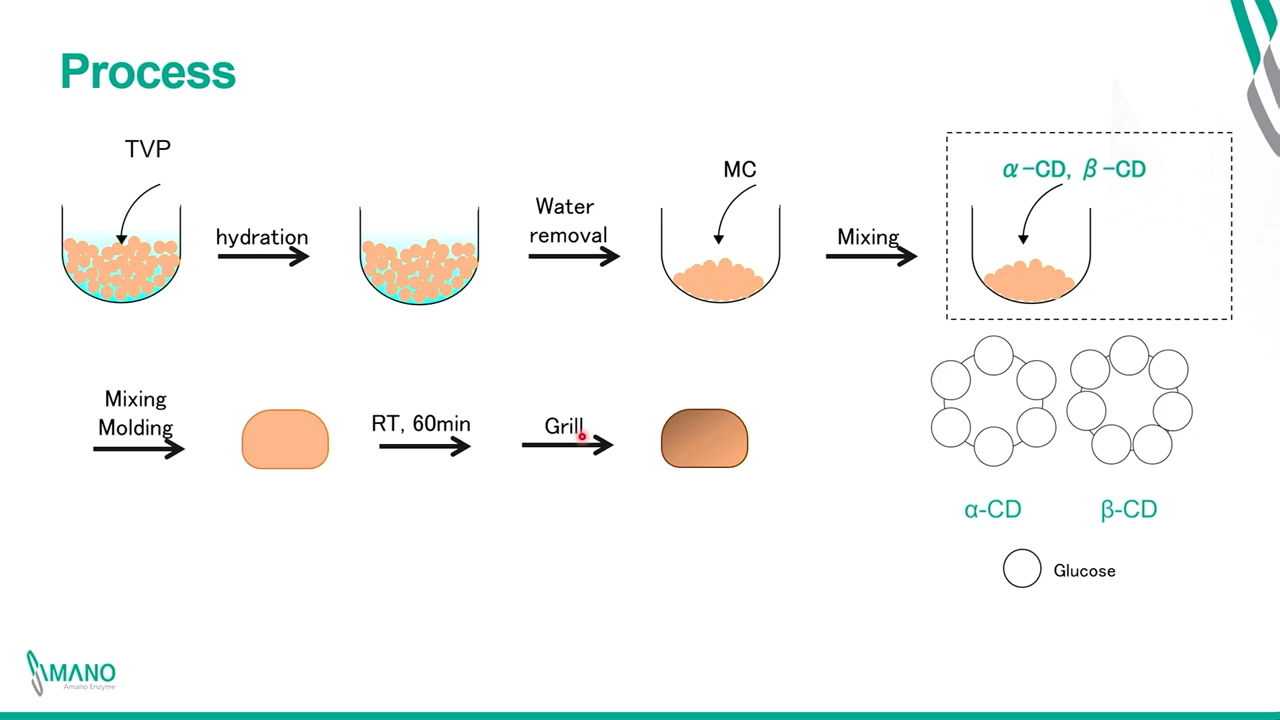 Process
TVP
hydration
Water
removal
MC
Mixing
α-CD, β-CD
Mixing
Molding
RT, 60min
Grill
α-CD
β-CD
Glucose
AMANO
Amano Enzyme